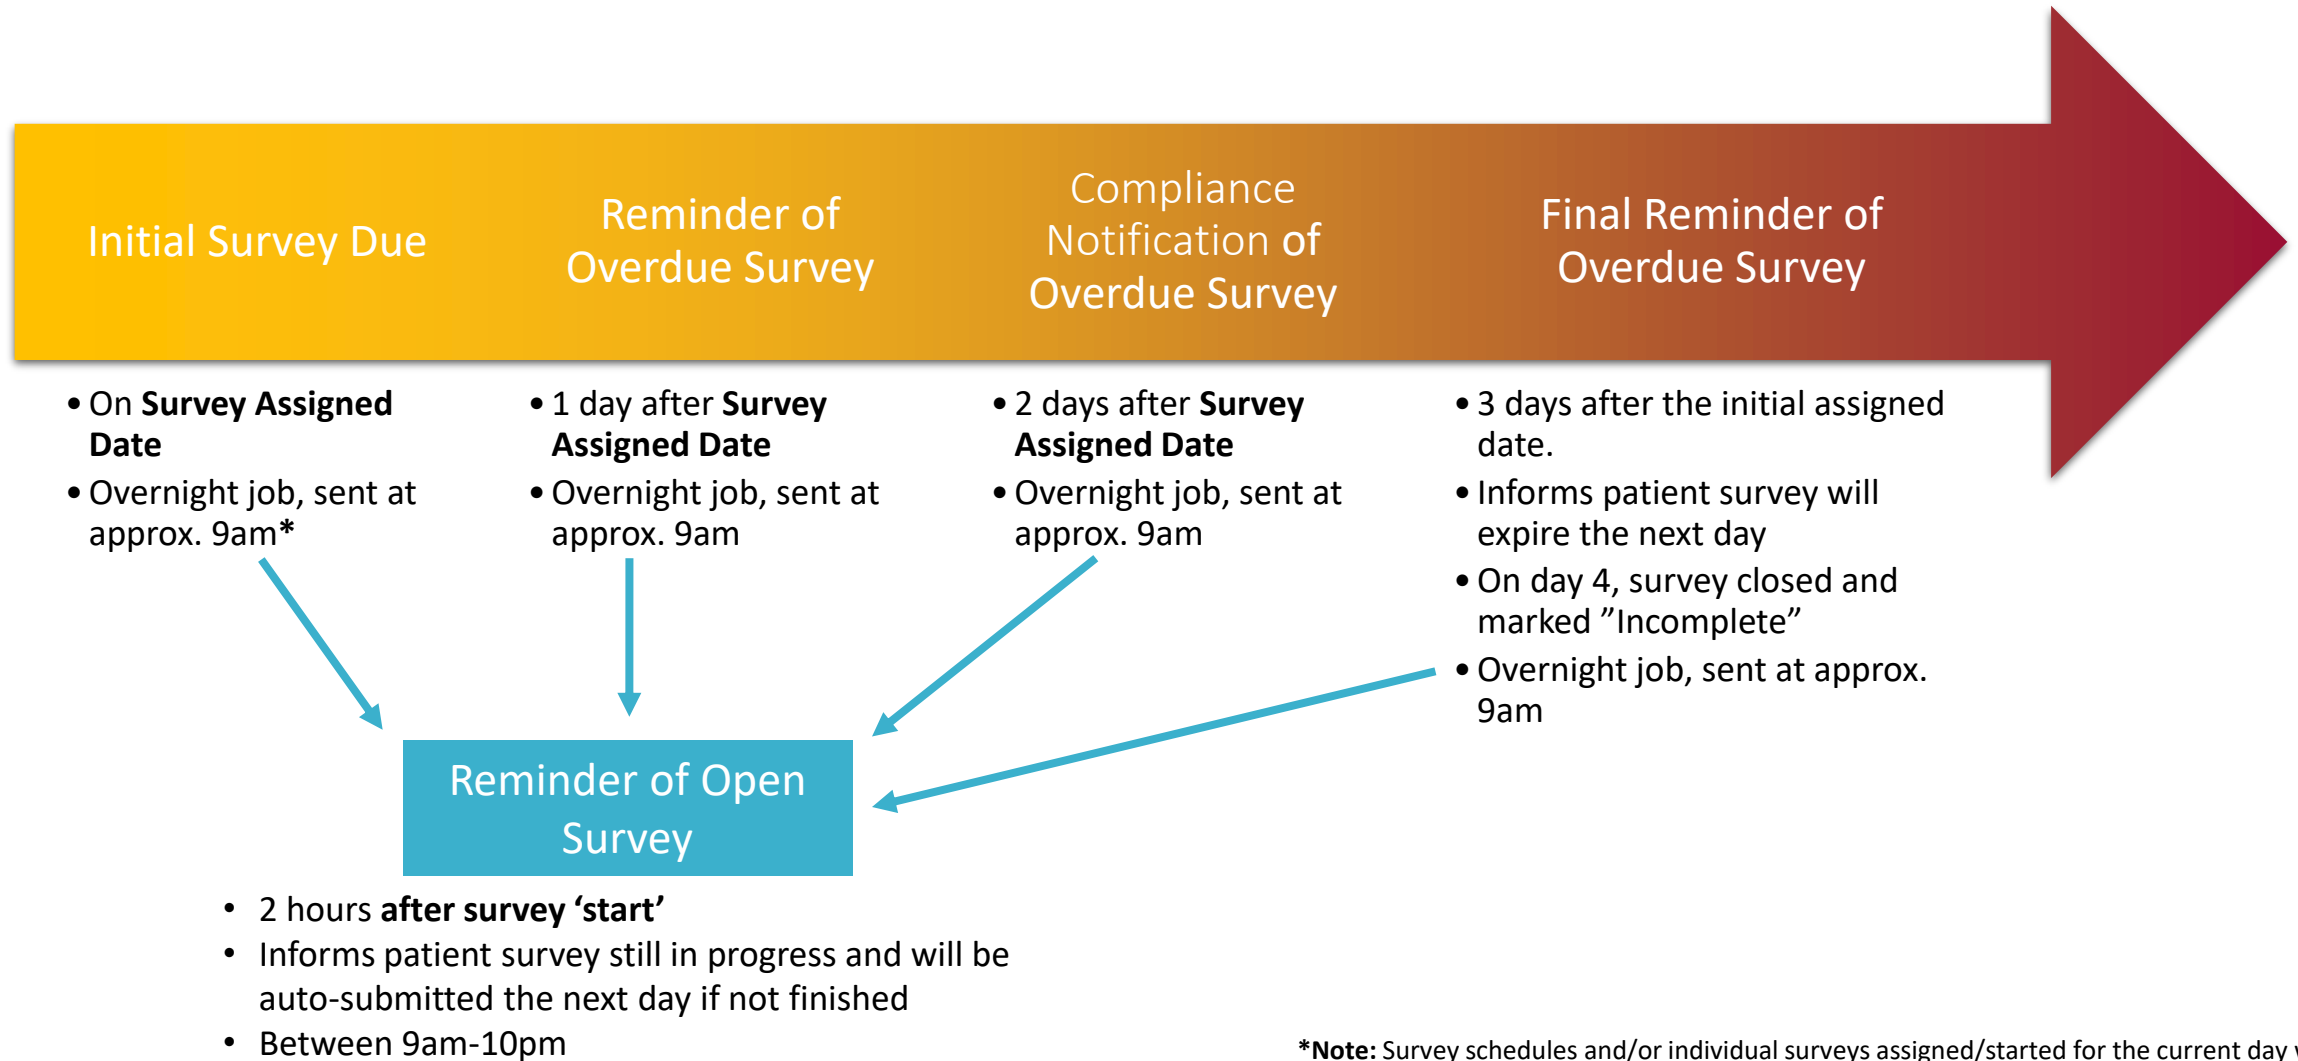 Initial Survey Due
Reminder of
Overdue Survey
Compliance
Notification of
Overdue Survey
Final Reminder of
Overdue Survey
• On Survey Assigned
Date
• Overnight job, sent at
approx. 9am*
• 1 day after Survey
Assigned Date
• Overnight job, sent at
approx. 9am
• 2 days after Survey
Assigned Date
• Overnight job, sent at
approx. 9am
• 3 days after the initial assigned
date.
• Informs patient survey will
expire the next day
• On day 4, survey closed and
marked ”Incomplete”
• Overnight job, sent at approx.
9am
Reminder of Open
Survey
• 2 hours after survey ‘start’
• Informs patient survey still in progress and will be
auto-submitted the next day if not finished
• Between 9am-10pm
*Note: Survey schedules and/or individual surveys assigned/started for the current day